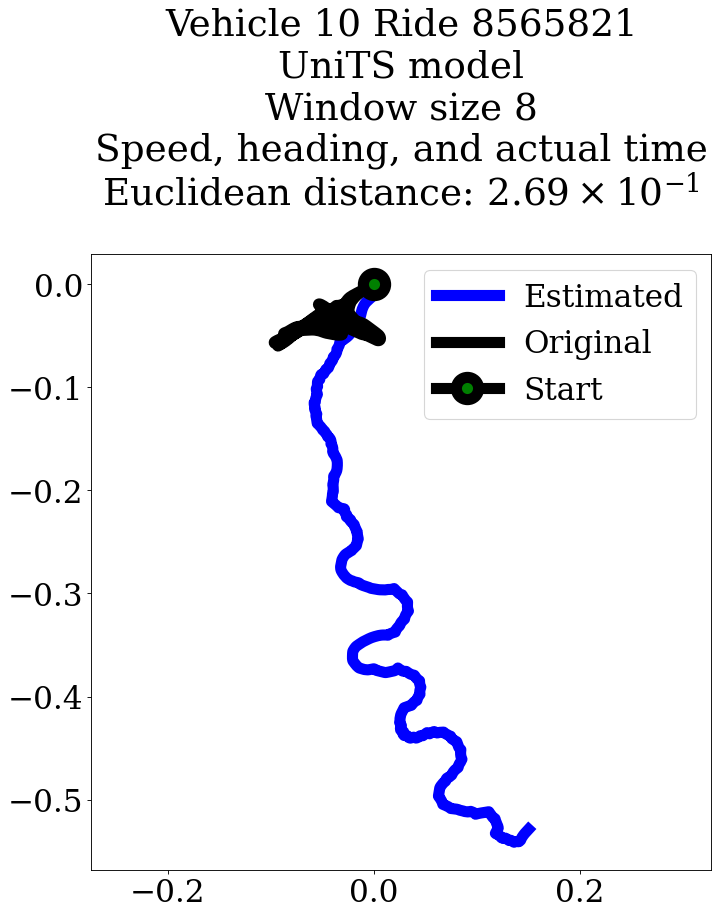 Vehicle 10 Ride 8565821
UniTS model
Window size 8
Speed, heading, and actual time
Euclidean distance: 2.69 × 10⁻¹
Estimated
Original
Start
0.0
−0.1
−0.2
−0.3
−0.4
−0.5
−0.2 0.0 0.2